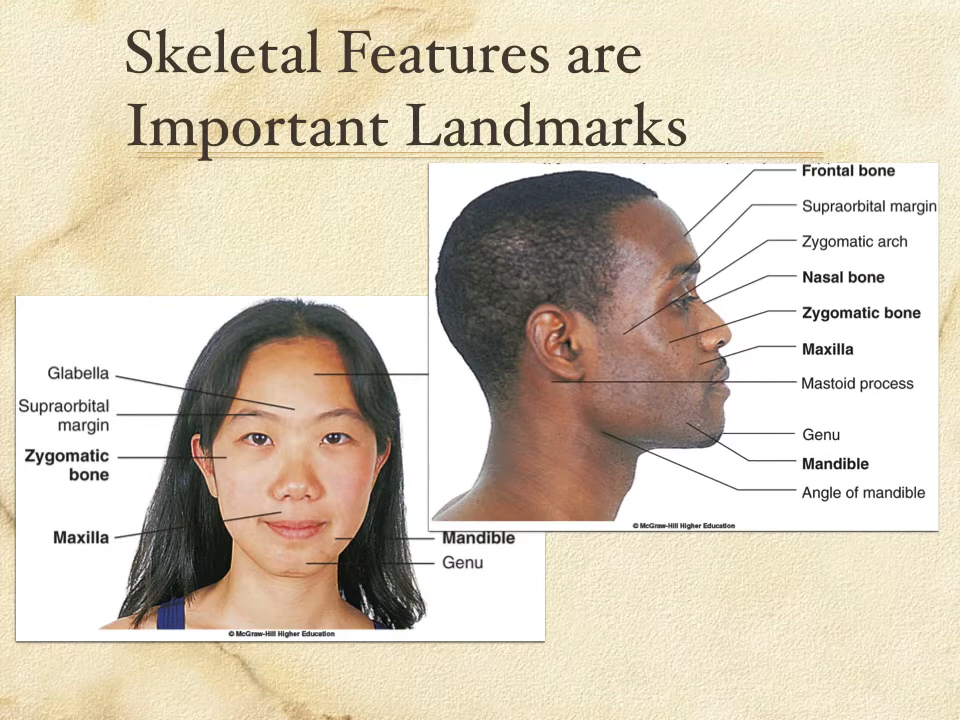 Skeletal Features are
Important Landmarks
Frontal bone
Supraorbital margin
Zygomatic arch
Nasal bone
Zygomatic bone
Maxilla
Mastoid process
Genu
Mandible
Angle of mandible
© McGraw-Hill Higher Education
Glabella
Supraorbital
margin
Zygomatic
bone
Maxilla
Mandible
Genu
© McGraw-Hill Higher Education